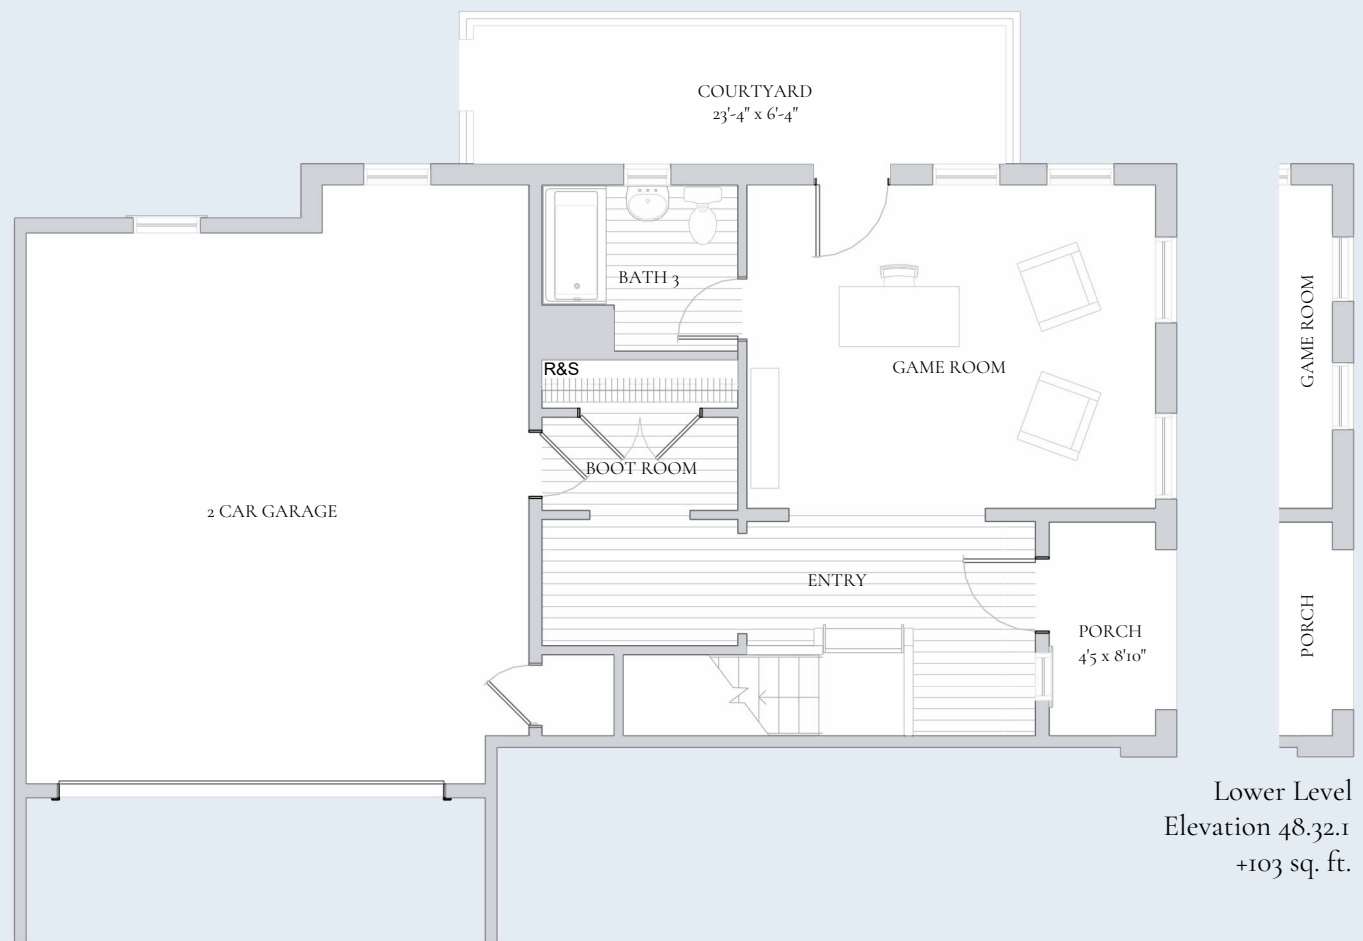 COURTYARD
23'-4" x 6'-4"
BATH 3
R&S
GAME ROOM
GAME ROOM
BOOT ROOM
2 CAR GARAGE
ENTRY
PORCH
4'5 x 8'10"
PORCH
Lower Level
Elevation 48.32.1
+103 sq. ft.